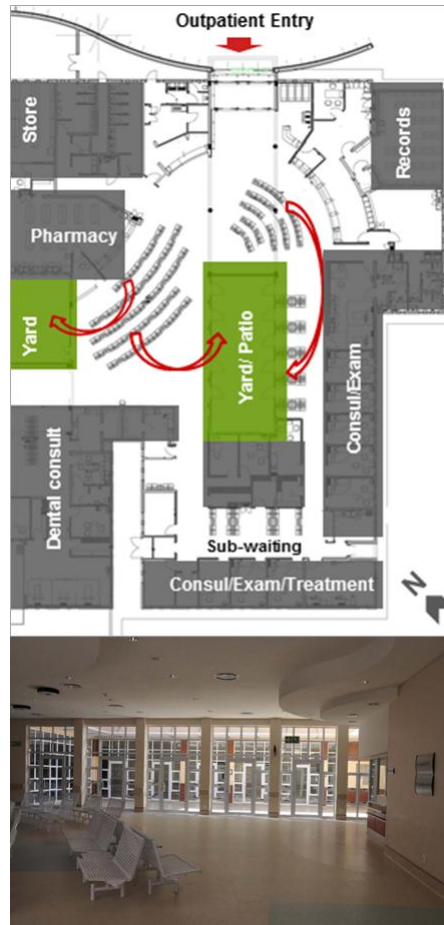 Outpatient Entry
Store
Records
Pharmacy
Yard
Yard/ Patio
Consul/Exam
Dental consult
Sub-waiting
Consul/Exam/Treatment
N